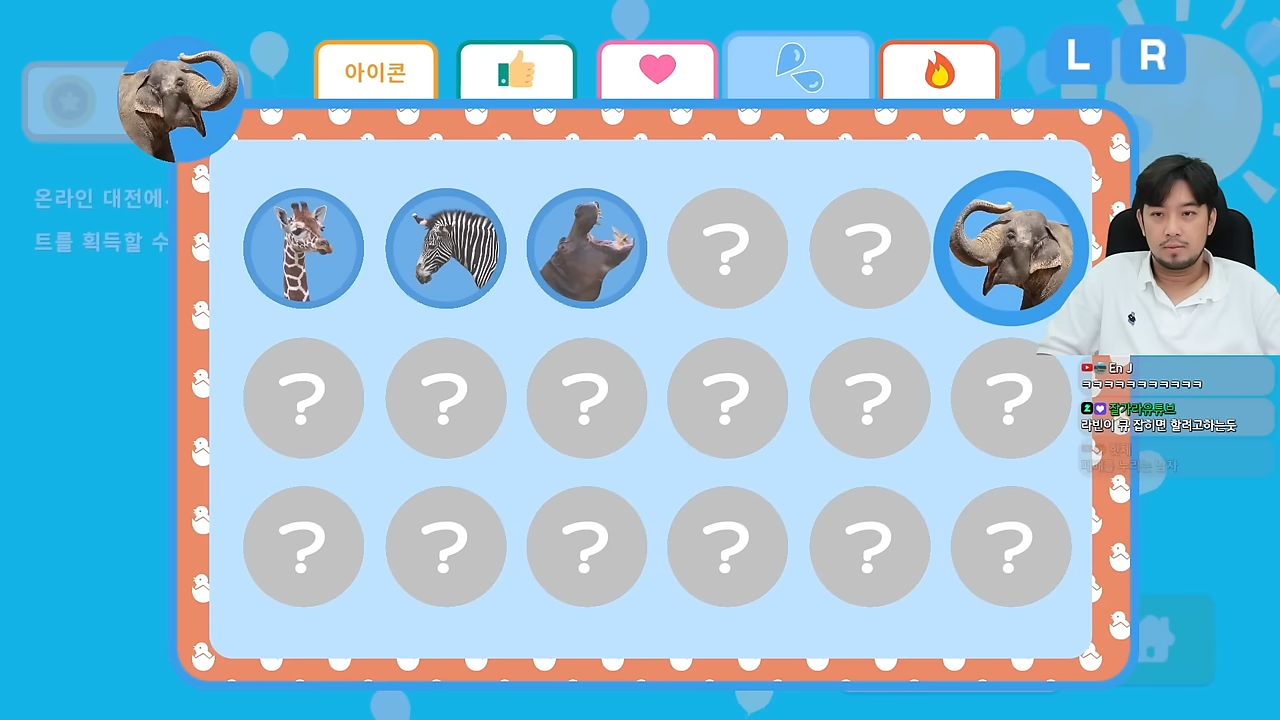 아이콘
L R
온라인 대전에
트를 획득할 수
? ?
? ? ? ? ? ?
? ? ? ? ? ?
En J
ㅋㅋㅋㅋㅋㅋㅋㅋㅋㅋㅋ
잘가라유튜브
라빈이 뀨 잡히면 할려고하는듯